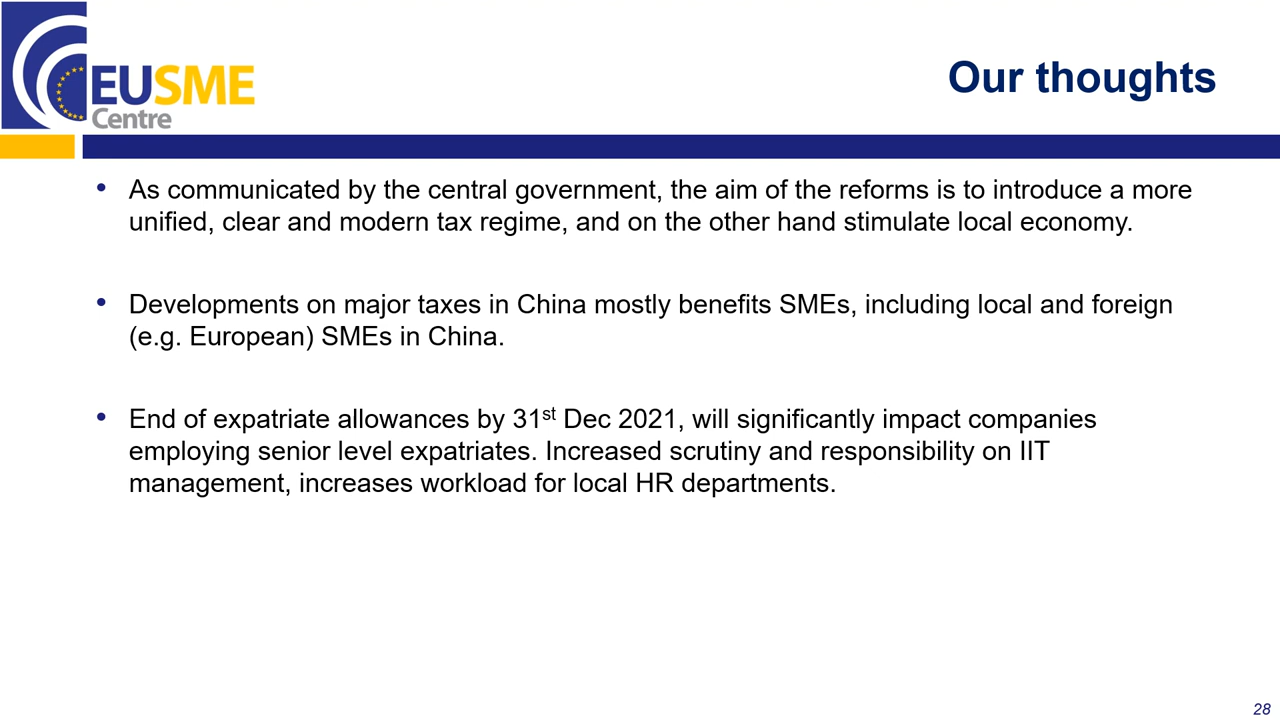 EUSME
Centre
Our thoughts
• As communicated by the central government, the aim of the reforms is to introduce a more
unified, clear and modern tax regime, and on the other hand stimulate local economy.
• Developments on major taxes in China mostly benefits SMEs, including local and foreign
(e.g. European) SMEs in China.
• End of expatriate allowances by 31st Dec 2021, will significantly impact companies
employing senior level expatriates. Increased scrutiny and responsibility on IIT
management, increases workload for local HR departments.
28